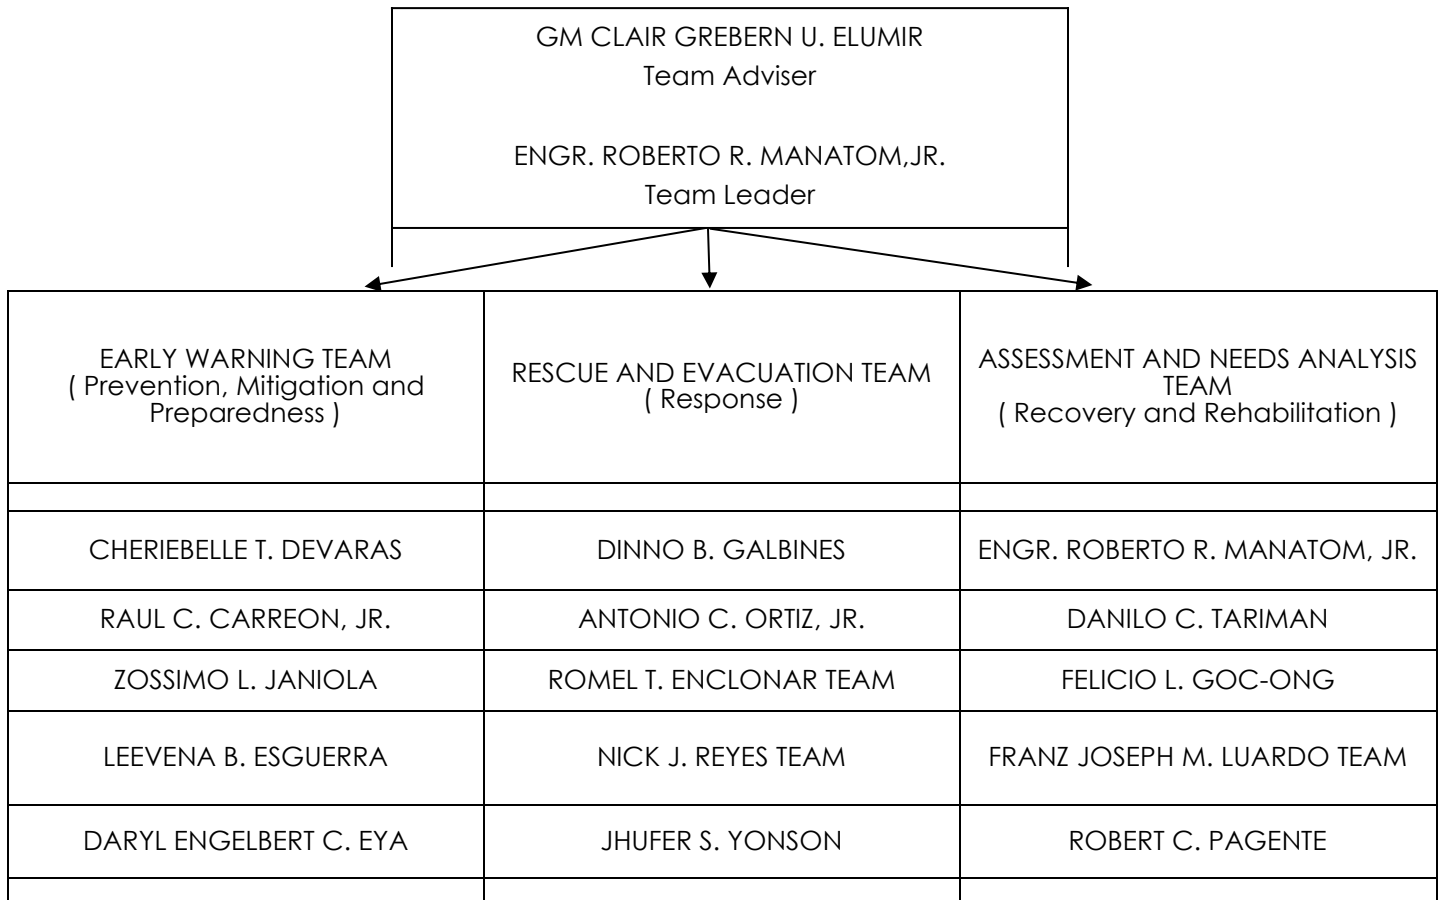 GM CLAIR GREBERN U. ELUMIR
Team Adviser
ENGR. ROBERTO R. MANATOM,JR.
Team Leader
EARLY WARNING TEAM
( Prevention, Mitigation and
Preparedness )
RESCUE AND EVACUATION TEAM
( Response )
ASSESSMENT AND NEEDS ANALYSIS
TEAM
( Recovery and Rehabilitation )
CHERIEBELLE T. DEVARAS
DINNO B. GALBINES
ENGR. ROBERTO R. MANATOM, JR.
RAUL C. CARREON, JR.
ANTONIO C. ORTIZ, JR.
DANILO C. TARIMAN
ZOSSIMO L. JANIOLA
ROMEL T. ENCLONAR TEAM
FELICIO L. GOC-ONG
LEEVENA B. ESGUERRA
NICK J. REYES TEAM
FRANZ JOSEPH M. LUARDO TEAM
DARYL ENGELBERT C. EYA
JHUFER S. YONSON
ROBERT C. PAGENTE